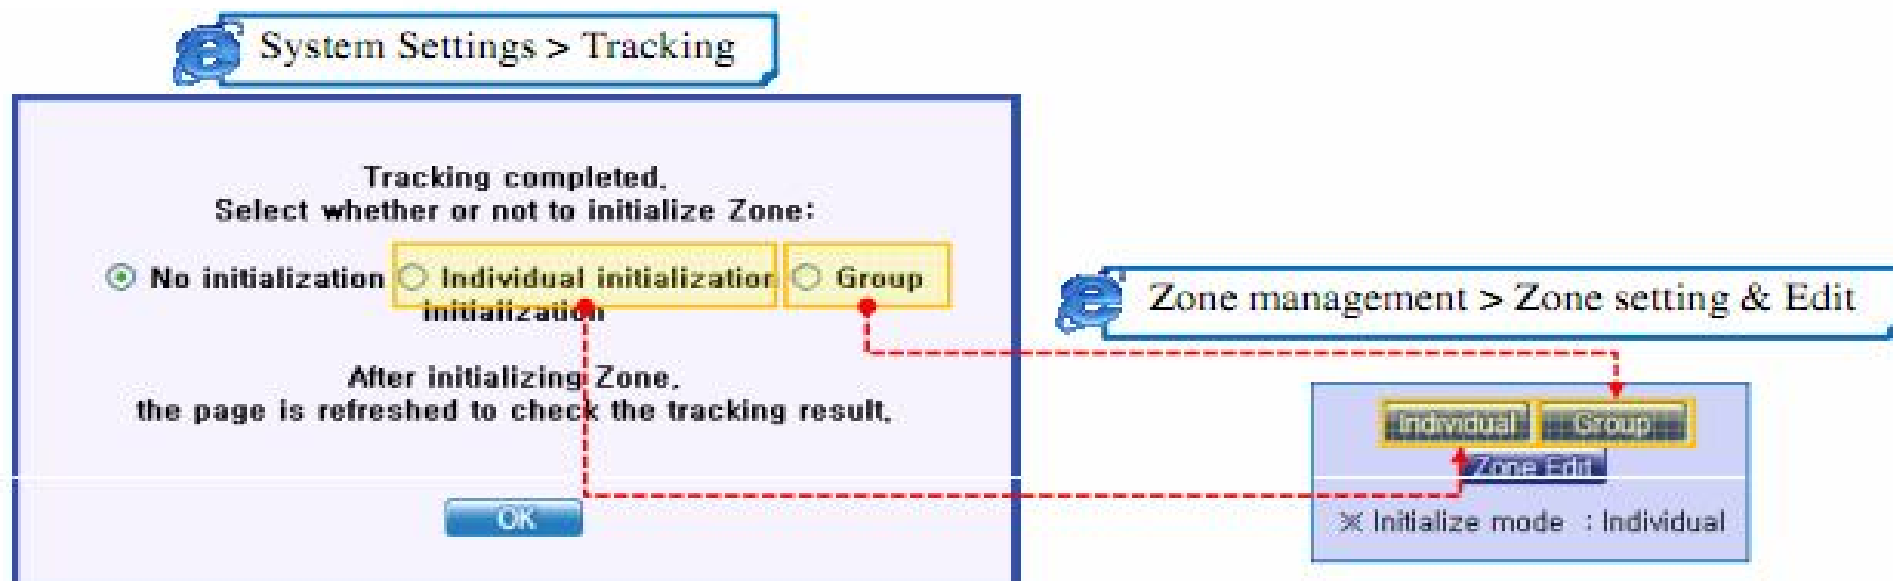 System Settings > Tracking
Tracking completed.
Select whether or not to initialize Zone:
No initialization Individual initialization Group
initialization
After initializing Zone,
the page is refreshed to check the tracking result.
OK
Zone management > Zone setting & Edit
Individual Group
Zone Edit
※ Initialize mode : Individual